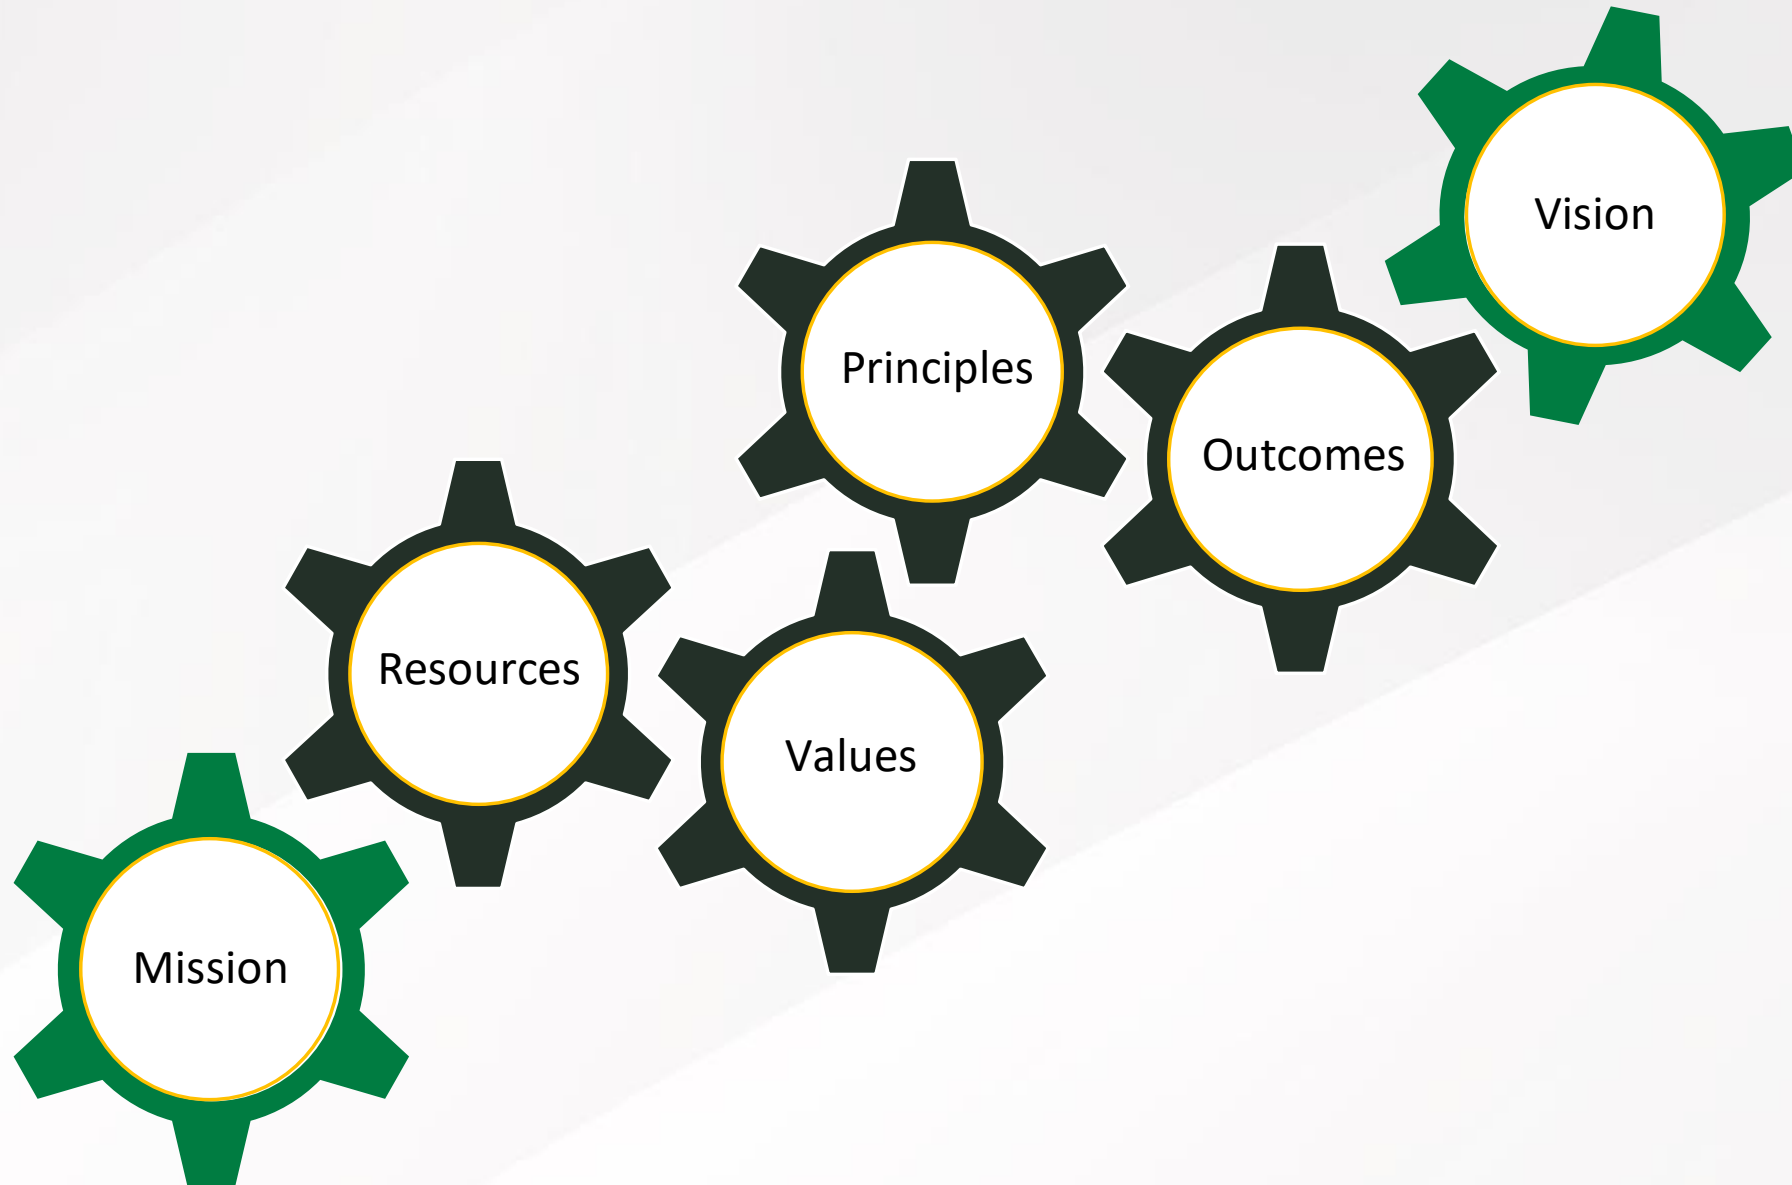 Vision
Principles
Outcomes
Resources
Values
Mission